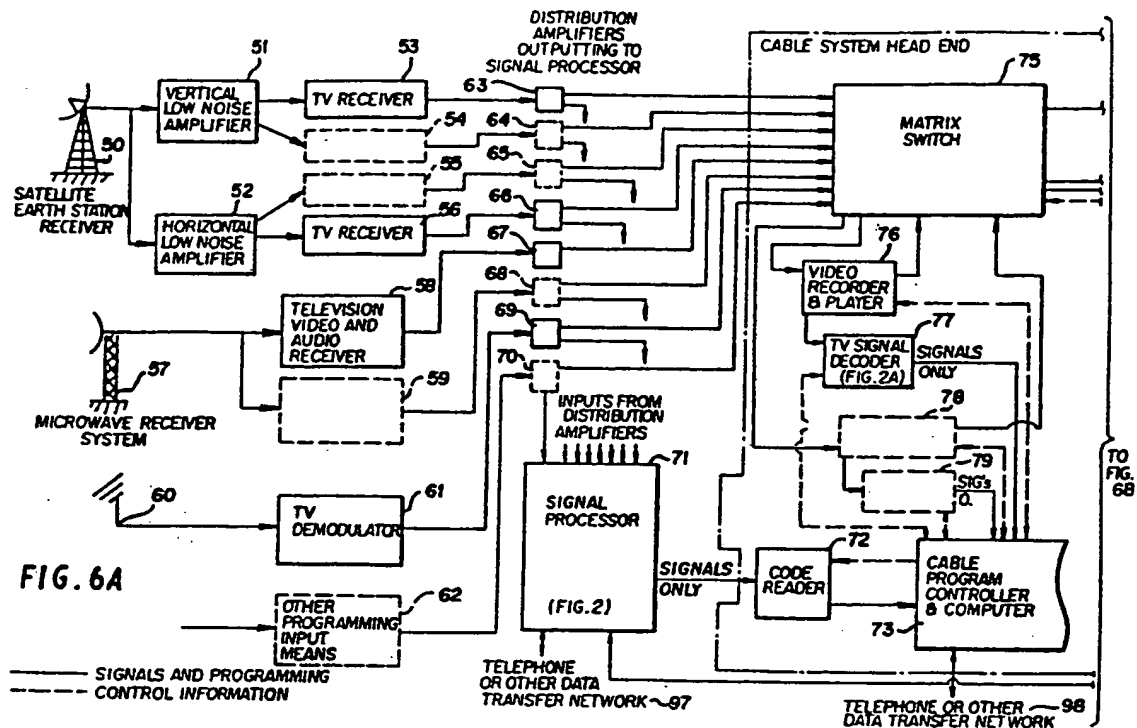 DISTRIBUTION
AMPLIFIERS
OUTPUTTING TO
SIGNAL PROCESSOR
CABLE SYSTEM HEAD END
51
VERTICAL
LOW NOISE
AMPLIFIER
53
TV RECEIVER
63
75
MATRIX
SWITCH
54
64
50
SATELLITE
EARTH STATION
RECEIVER
55
65
52
HORIZONTAL
LOW NOISE
AMPLIFIER
56
TV RECEIVER
66
67
58
TELEVISION
VIDEO AND
AUDIO
RECEIVER
68
69
70
76
VIDEO
RECORDER
& PLAYER
77
TV SIGNAL
DECODER
(FIG.2A)
SIGNALS
ONLY
57
MICROWAVE RECEIVER
SYSTEM
59
INPUTS FROM
DISTRIBUTION
AMPLIFIERS
78
79
SIG'S
O.
TO
FIG.
6B
60
61
TV
DEMODULATOR
71
SIGNAL
PROCESSOR
(FIG.2)
SIGNALS
ONLY
72
CODE
READER
CABLE
PROGRAM
CONTROLLER
& COMPUTER
73
FIG. 6A
62
OTHER
PROGRAMMING
INPUT
MEANS
SIGNALS AND PROGRAMMING
CONTROL INFORMATION
TELEPHONE
OR OTHER DATA
TRANSFER NETWORK 97
TELEPHONE OR OTHER 98
DATA TRANSFER NETWORK